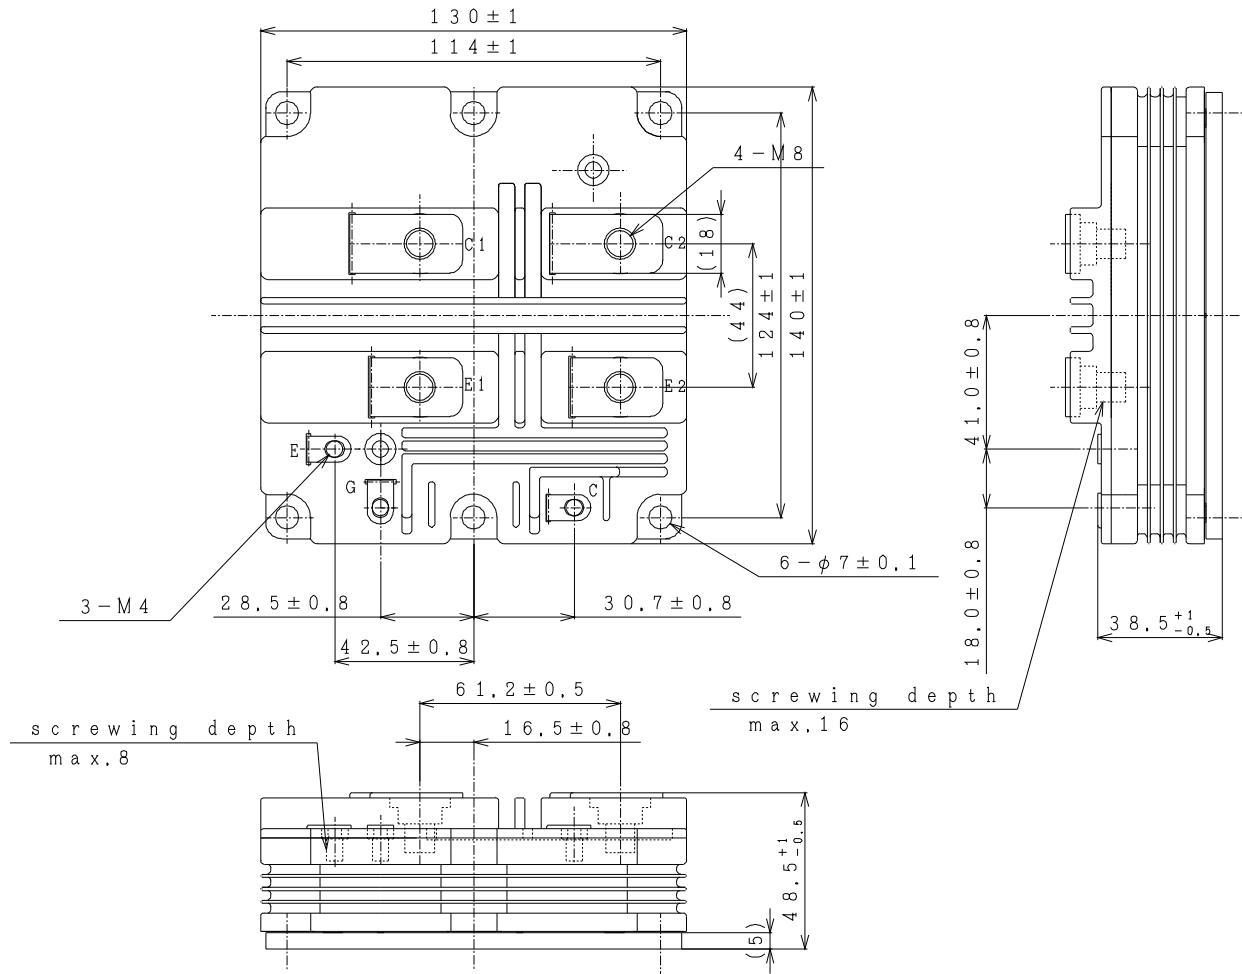 130±1
114±1
4-M8
C1
C2
(18)
(44)
124±1
140±1
41.0±0.8
E1
E2
E
G
C
6-φ7±0.1
3-M4
28.5±0.8
30.7±0.8
42.5±0.8
18.0±0.8
38.5 +1 -0.5
61.2±0.5
16.5±0.8
screwing depth
max.16
screwing depth
max.8
48.5 +1 -0.5
(5)